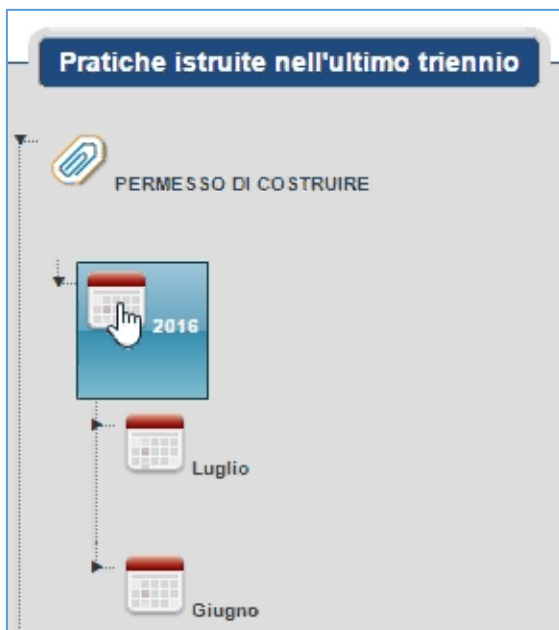 Pratiche istruite nell'ultimo triennio
PERMESSO DI COSTRUIRE
2016
Luglio
Giugno